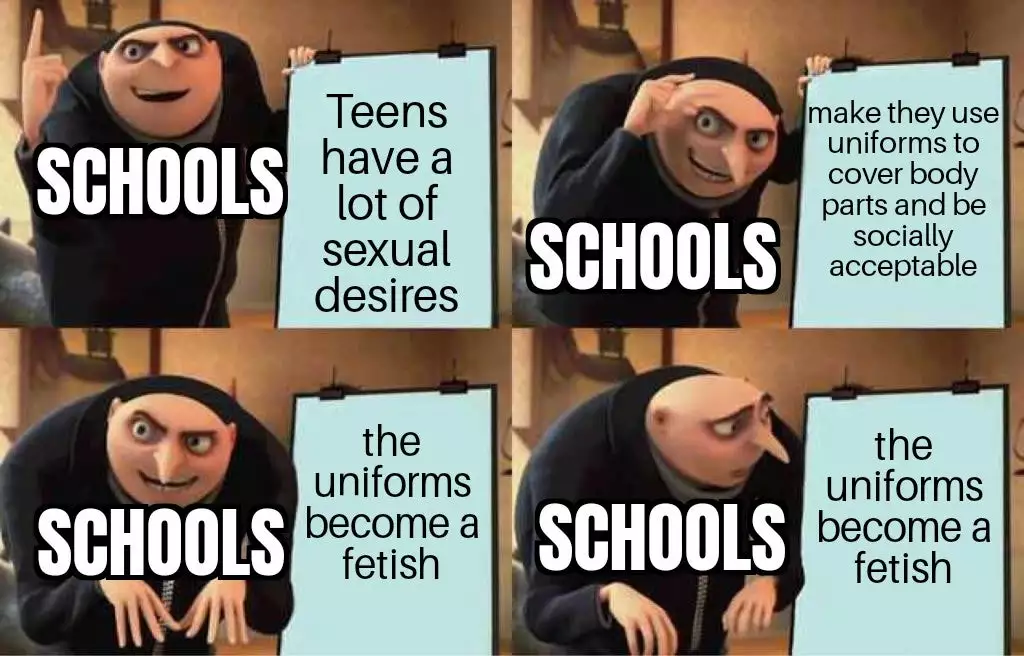 SCHOOLS
Teens
have a
lot of
sexual
desires
SCHOOLS
make they use
uniforms to
cover body
parts and be
socially
acceptable
SCHOOLS
the
uniforms
become a
fetish
SCHOOLS
the
uniforms
become a
fetish